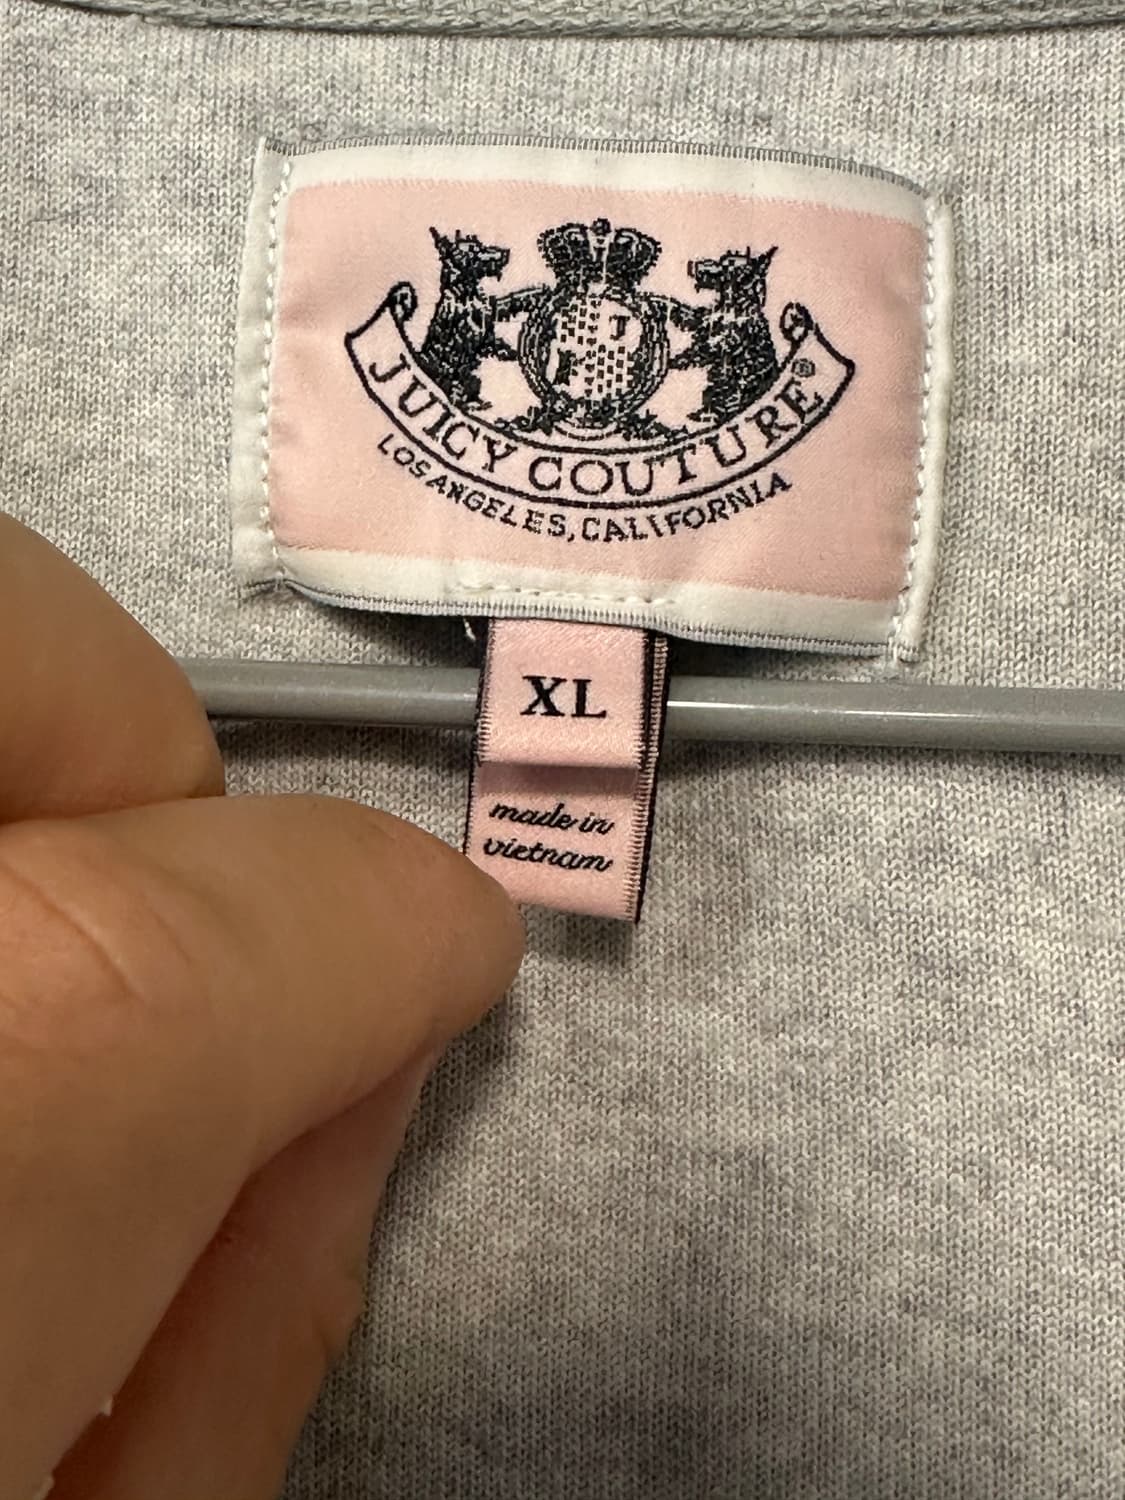 J
JUICY COUTURE®
LOS ANGELES, CALIFORNIA
XL
made in
vietnam